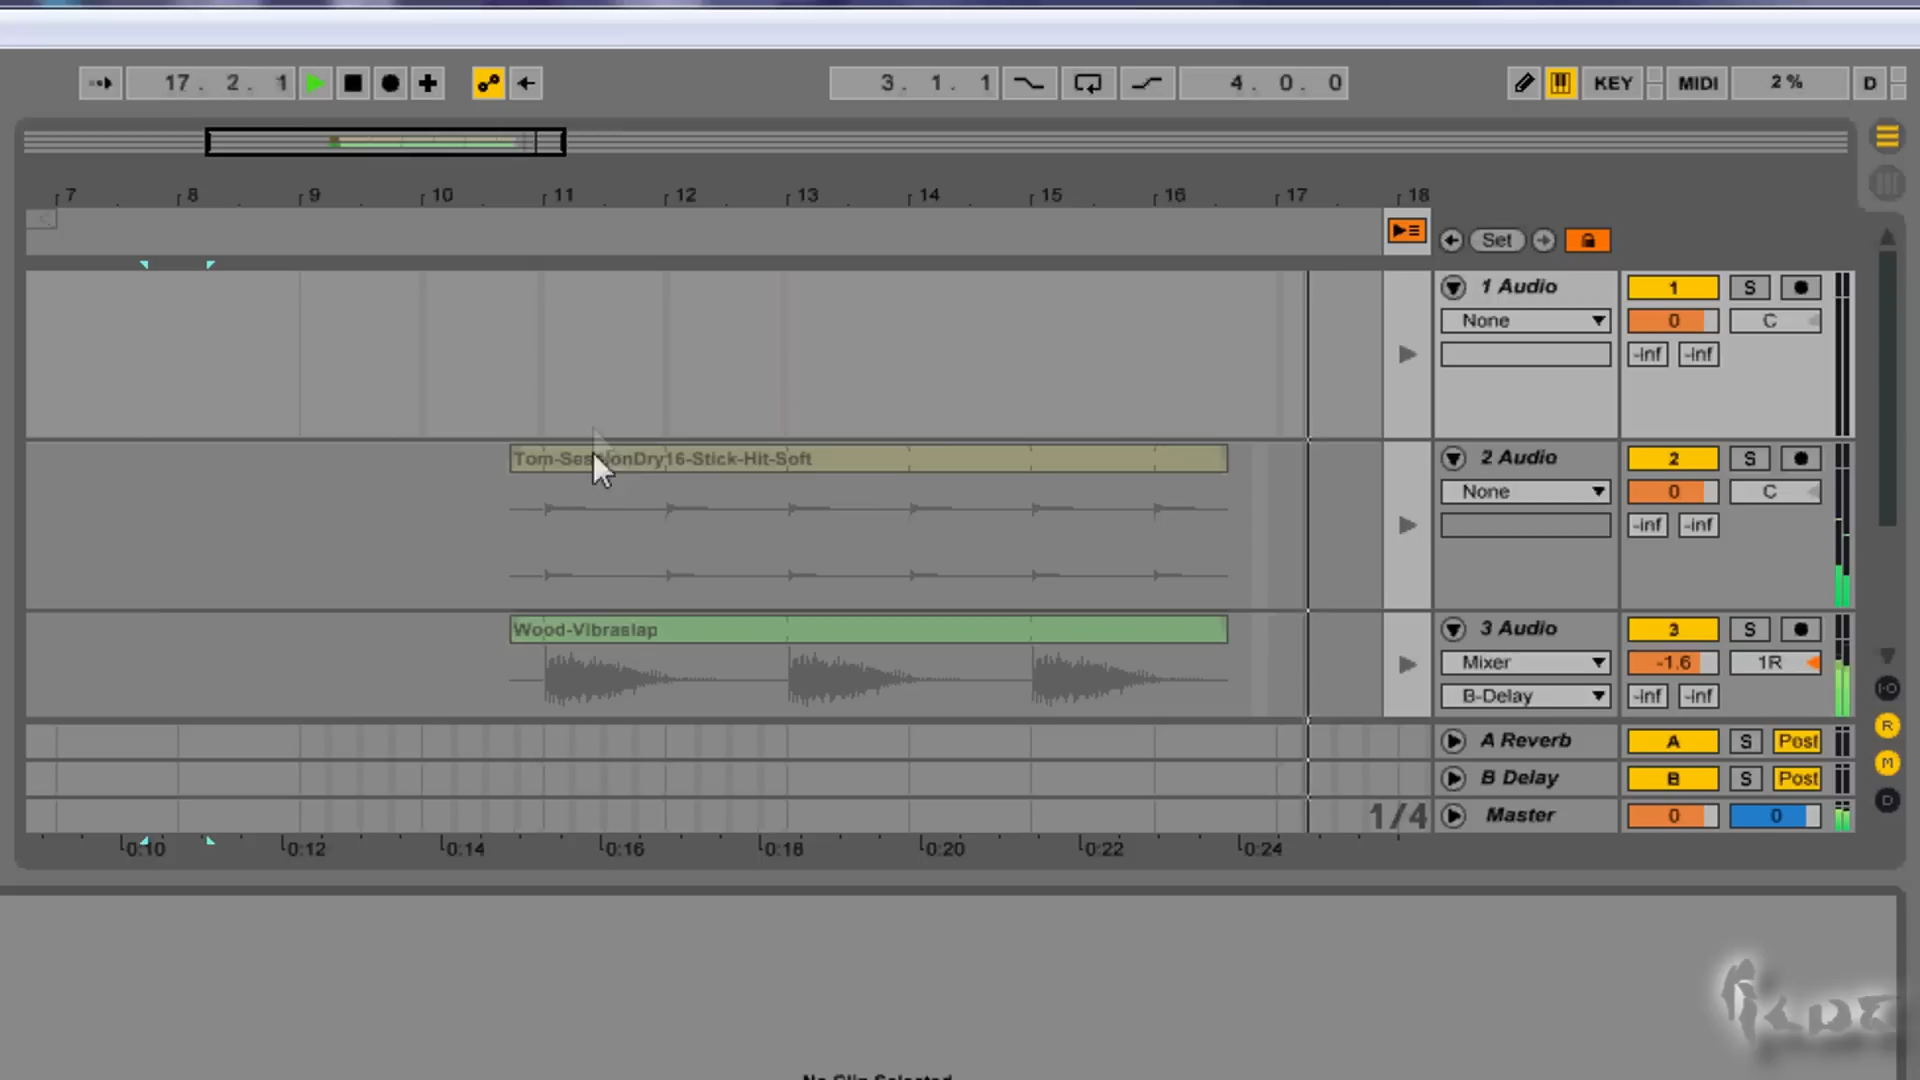 17. 2. 1
3. 1. 1
4. 0. 0
KEY
MIDI
2 %
D
7 8 9 10 11 12 13 14 15 16 17 18
Set
1 Audio 1 S
None 0 C
-inf -inf
Tom-SessionDry16-Stick-Hit-Soft
2 Audio 2 S
None 0 C
-inf -inf
Wood-Vibraslap
3 Audio 3 S
Mixer -1.6 1R
B-Delay -inf -inf
I-O
A Reverb A S Post
R
B Delay B S Post
M
1/4 Master 0 0
D
0:10 0:12 0:14 0:16 0:18 0:20 0:22 0:24
No Clip Selected